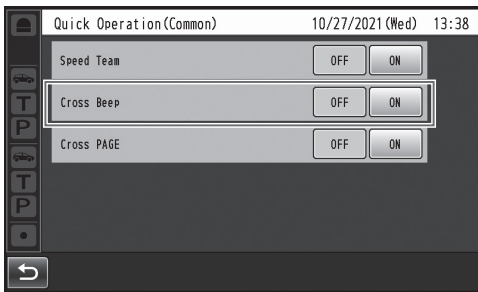 Quick Operation(Common) 10/27/2021(Wed) 13:38
Speed Team OFF ON
T
Cross Beep OFF ON
P
Cross PAGE OFF ON
T
P